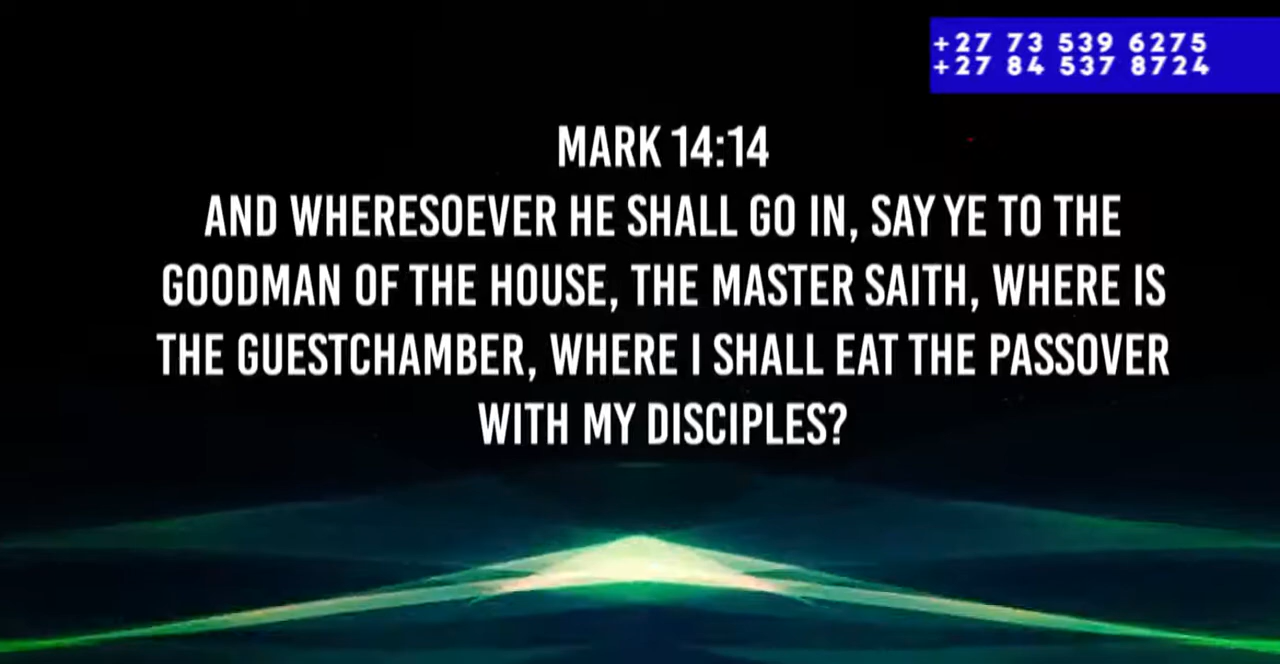 +27 73 539 6275
+27 84 537 8724
MARK 14:14
AND WHERESOEVER HE SHALL GO IN, SAY YE TO THE
GOODMAN OF THE HOUSE, THE MASTER SAITH, WHERE IS
THE GUESTCHAMBER, WHERE I SHALL EAT THE PASSOVER
WITH MY DISCIPLES?